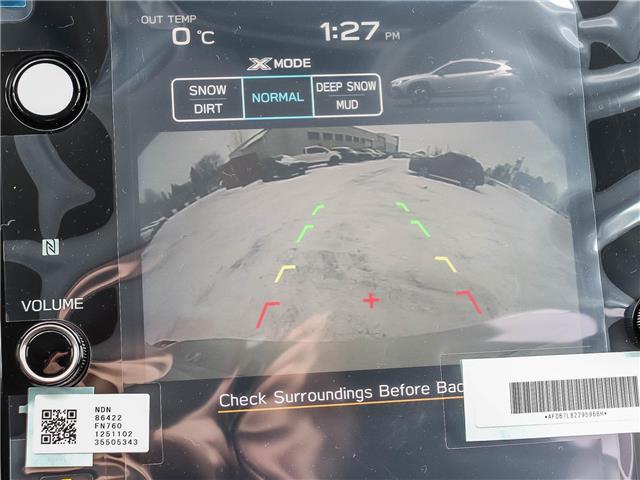 OUT TEMP
0 °C
1:27 PM
X MODE
SNOW
DIRT
NORMAL
DEEP SNOW
MUD
N
VOLUME
Check Surroundings Before Bac
NDN
86422
FN760
1251102
35505343